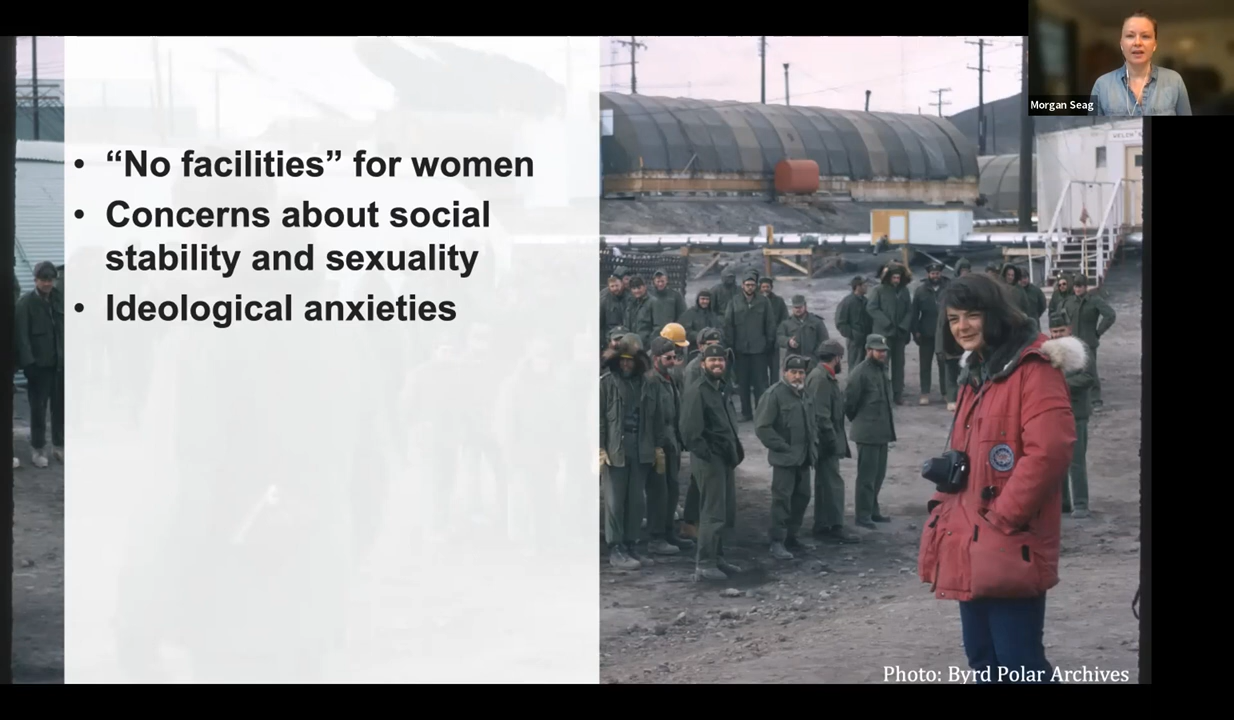 Morgan Seag
• “No facilities” for women
• Concerns about social
stability and sexuality
• Ideological anxieties
Photo: Byrd Polar Archives